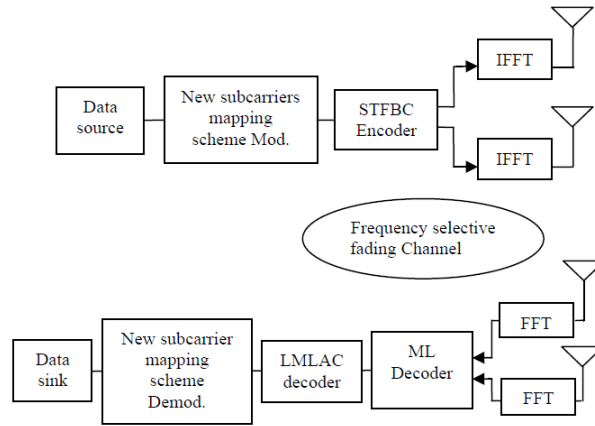 IFFT
Data
source
New subcarriers
mapping
scheme Mod.
STFBC
Encoder
IFFT
Frequency selective
fading Channel
Data
sink
New subcarrier
mapping
scheme
Demod.
LMLAC
decoder
ML
Decoder
FFT
FFT